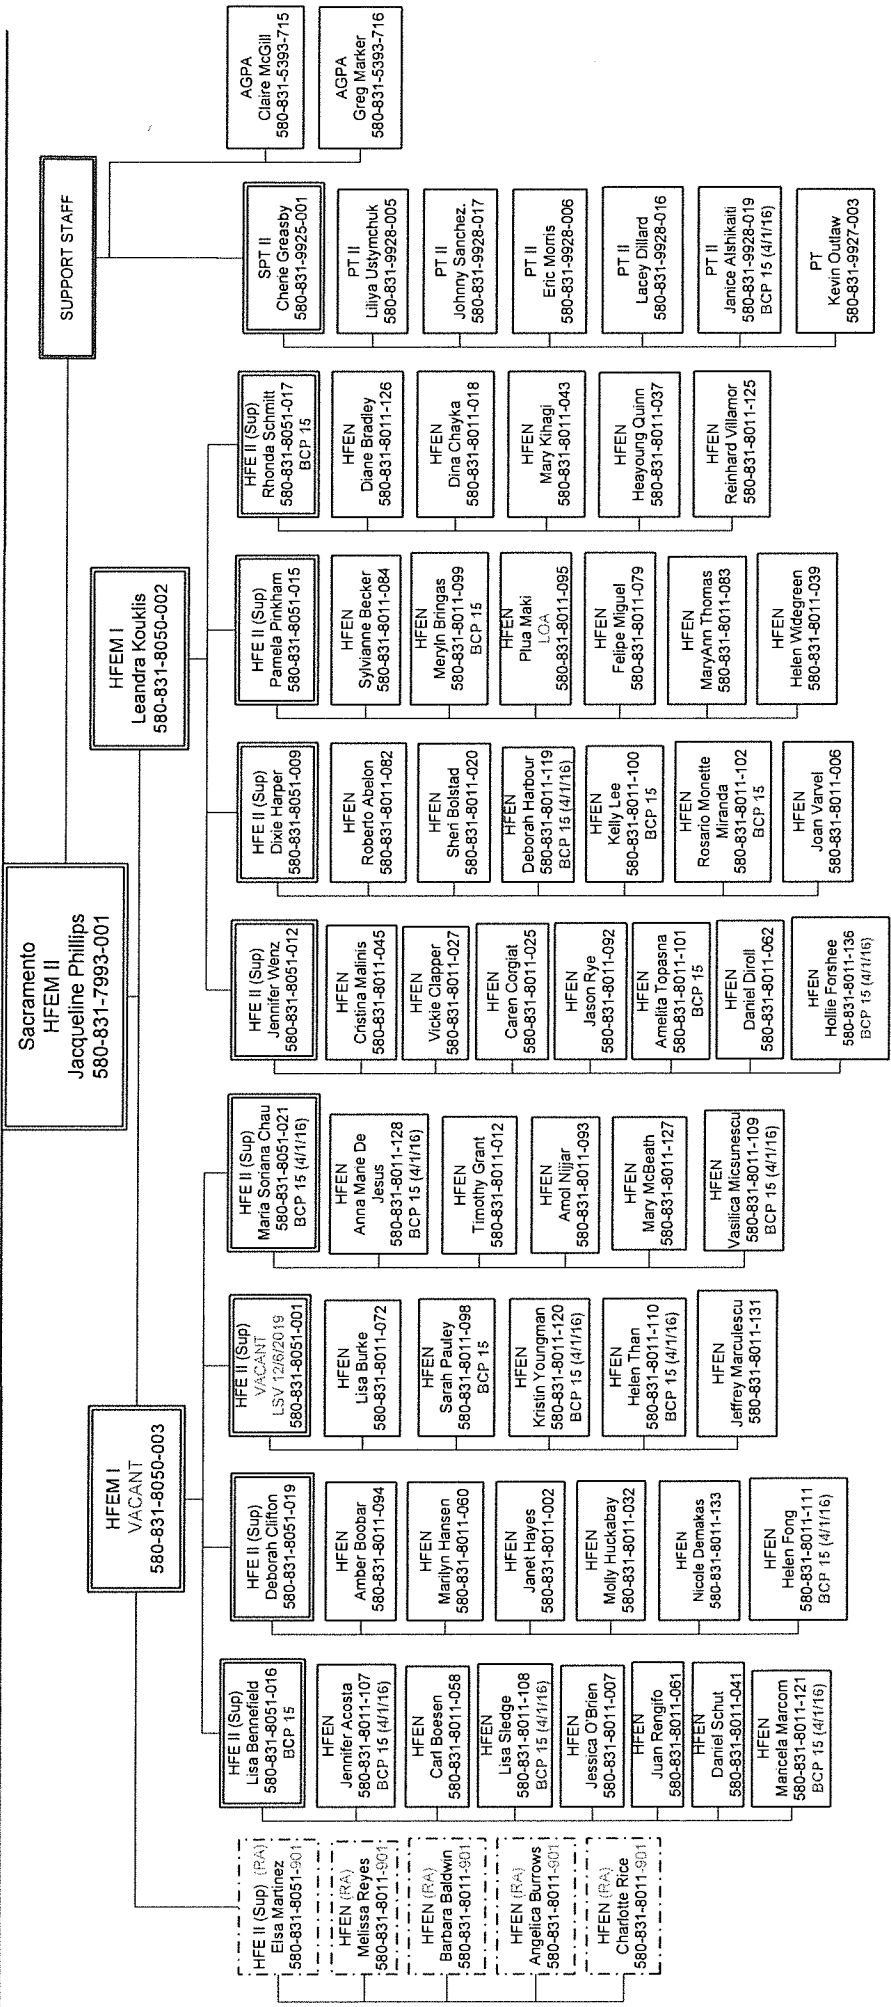 Sacramento
HFEM II
Jacqueline Phillips
580-831-7993-001
HFEM I
VACANT
580-831-8050-003
HFEM I
Leandra Kouklis
580-831-8050-002
SUPPORT STAFF
HFE II (Sup) (RA)
Elsa Martinez
580-831-8051-901
HFEN (RA)
Melissa Reyes
580-831-8011-901
HFEN (RA)
Barbara Baldwin
580-831-8011-901
HFEN (RA)
Angelica Burrows
580-831-8011-901
HFEN (RA)
Charlotte Rice
580-831-8011-901
HFE II (Sup)
Lisa Bennefield
580-831-8051-016
BCP 15
HFEN
Jennifer Acosta
580-831-8011-107
BCP 15 (4/1/16)
HFEN
Carl Boesen
580-831-8011-058
HFEN
Lisa Sledge
580-831-8011-108
BCP 15 (4/1/16)
HFEN
Jessica O'Brien
580-831-8011-007
HFEN
Juan Rengifo
580-831-8011-061
HFEN
Daniel Schut
580-831-8011-041
HFEN
Maricela Marcom
580-831-8011-121
BCP 15 (4/1/16)
HFE II (Sup)
Deborah Clifton
580-831-8051-019
HFEN
Amber Boobar
580-831-8011-094
HFEN
Marilyn Hansen
580-831-8011-060
HFEN
Janet Hayes
580-831-8011-002
HFEN
Molly Huckabay
580-831-8011-032
HFEN
Nicole Demakas
580-831-8011-133
HFEN
Helen Fong
580-831-8011-111
BCP 15 (4/1/16)
HFE II (Sup)
VACANT
LSV 12/6/2019
580-831-8051-001
HFEN
Lisa Burke
580-831-8011-072
HFEN
Sarah Pauley
580-831-8011-098
BCP 15
HFEN
Kristin Youngman
580-831-8011-120
BCP 15 (4/1/16)
HFEN
Helen Than
580-831-8011-110
BCP 15 (4/1/16)
HFEN
Jeffrey Marculescu
580-831-8011-131
HFE II (Sup)
Maria Soriana Chau
580-831-8051-021
BCP 15 (4/1/16)
HFEN
Anna Marie De
Jesus
580-831-8011-128
BCP 15 (4/1/16)
HFEN
Timothy Grant
580-831-8011-012
HFEN
Amol Nijjar
580-831-8011-093
HFEN
Mary McBeath
580-831-8011-127
HFEN
Vasilica Micsunescu
580-831-8011-109
BCP 15 (4/1/16)
HFE II (Sup)
Jennifer Wenz
580-831-8051-012
HFEN
Cristina Malinis
580-831-8011-045
HFEN
Vickie Clapper
580-831-8011-027
HFEN
Caren Corgiat
580-831-8011-025
HFEN
Jason Rye
580-831-8011-092
HFEN
Amelita Topasna
580-831-8011-101
BCP 15
HFEN
Daniel Diroll
580-831-8011-062
HFEN
Hollie Forshee
580-831-8011-136
BCP 15 (4/1/16)
HFE II (Sup)
Dixie Harper
580-831-8051-009
HFEN
Roberto Abelon
580-831-8011-082
HFEN
Sheri Bolstad
580-831-8011-020
HFEN
Deborah Harbour
580-831-8011-119
BCP 15 (4/1/16)
HFEN
Kelly Lee
580-831-8011-100
BCP 15
HFEN
Rosario Monette
Miranda
580-831-8011-102
BCP 15
HFEN
Joan Varvel
580-831-8011-006
HFE II (Sup)
Pamela Pinkham
580-831-8051-015
HFEN
Sylvianne Becker
580-831-8011-084
HFEN
Meryln Bringas
580-831-8011-099
BCP 15
HFEN
Plua Maki
LOA
580-831-8011-095
HFEN
Felipe Miguel
580-831-8011-079
HFEN
MaryAnn Thomas
580-831-8011-083
HFEN
Helen Widegreen
580-831-8011-039
HFE II (Sup)
Rhonda Schmitt
580-831-8051-017
BCP 15
HFEN
Diane Bradley
580-831-8011-126
HFEN
Dina Chayka
580-831-8011-018
HFEN
Mary Kihagi
580-831-8011-043
HFEN
Heayoung Quinn
580-831-8011-037
HFEN
Reinhard Villamor
580-831-8011-125
SPT II
Cherie Greasby
580-831-9925-001
PT II
Liliya Ustymchuk
580-831-9928-005
PT II
Johnny Sanchez.
580-831-9928-017
PT II
Eric Morris
580-831-9928-006
PT II
Lacey Dillard
580-831-9928-016
PT II
Janice Alshikaiti
580-831-9928-019
BCP 15 (4/1/16)
PT
Kevin Outlaw
580-831-9927-003
AGPA
Claire McGill
580-831-5393-715
AGPA
Greg Marker
580-831-5393-716